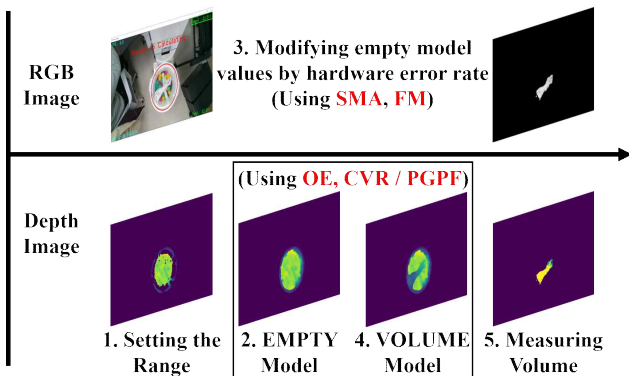 RGB
Image
3. Modifying empty model
values by hardware error rate
(Using SMA, FM)
(Using OE, CVR / PGPF)
Depth
Image
1. Setting the
Range
2. EMPTY
Model
4. VOLUME
Model
5. Measuring
Volume